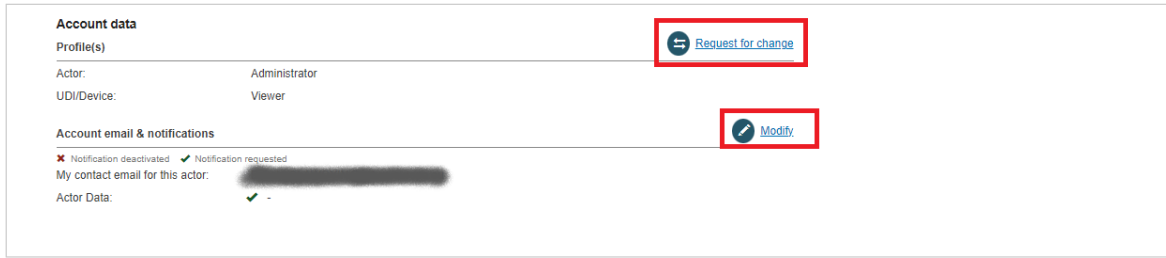 Account data
Profile(s)
Request for change
Actor: Administrator
UDI/Device: Viewer
Account email & notifications
Modify
Notification deactivated Notification requested
My contact email for this actor:
Actor Data: -